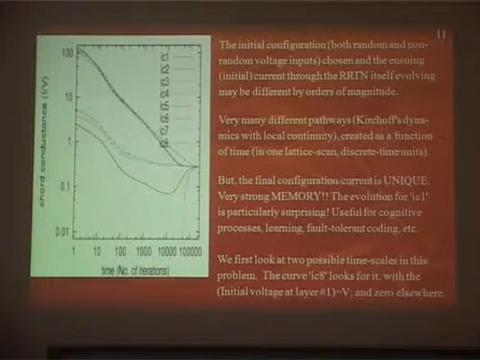 11
The initial configuration (both random and non-
random voltage inputs) chosen and the ensuing
(initial) current through the RRTN itself evolving
may be different by orders of magnitude.
Very many different pathways (Kirchoff's dyna-
mics with local continuity), created as a function
of time (in one lattice-scan, discrete-time units).
But, the final configuration/current is UNIQUE.
Very strong MEMORY!! The evolution for 'ic1'
is particularly surprising! Useful for cognitive
processes, learning, fault-tolerant coding, etc.
We first look at two possible time-scales in this
problem. The curve 'ic8' looks for it, with the
(Initial voltage at layer #1)=V; and zero elsewhere.
chord conductance (I/V)
100
10
1
0.1
0.01
1 10 100 1000 10000 100000
time (No. of iterations)